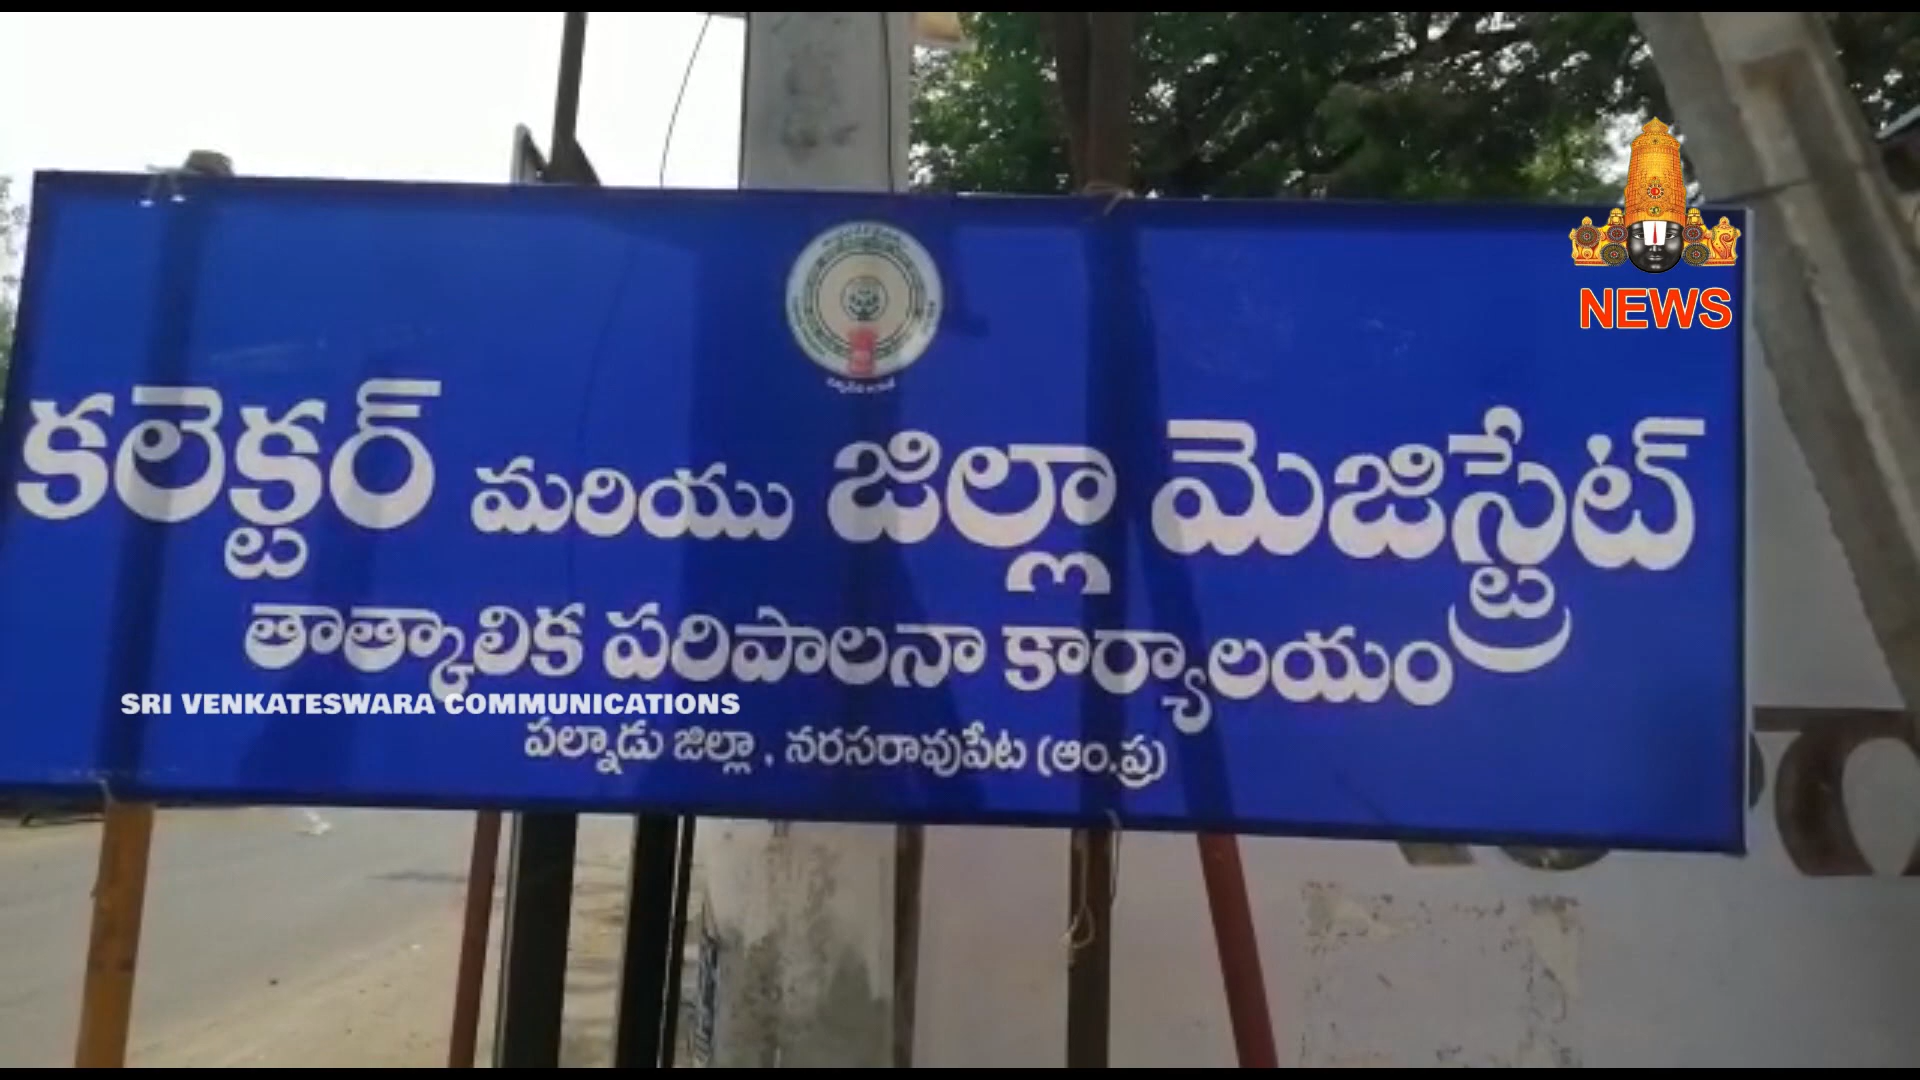 NEWS
కలెక్టర్ మరియు జిల్లా మెజిస్ట్రేట్
తాత్కాలిక పరిపాలనా కార్యాలయం
SRI VENKATESWARA COMMUNICATIONS
పల్నాడు జిల్లా, నరసరావుపేట (ఆం.ప్ర)